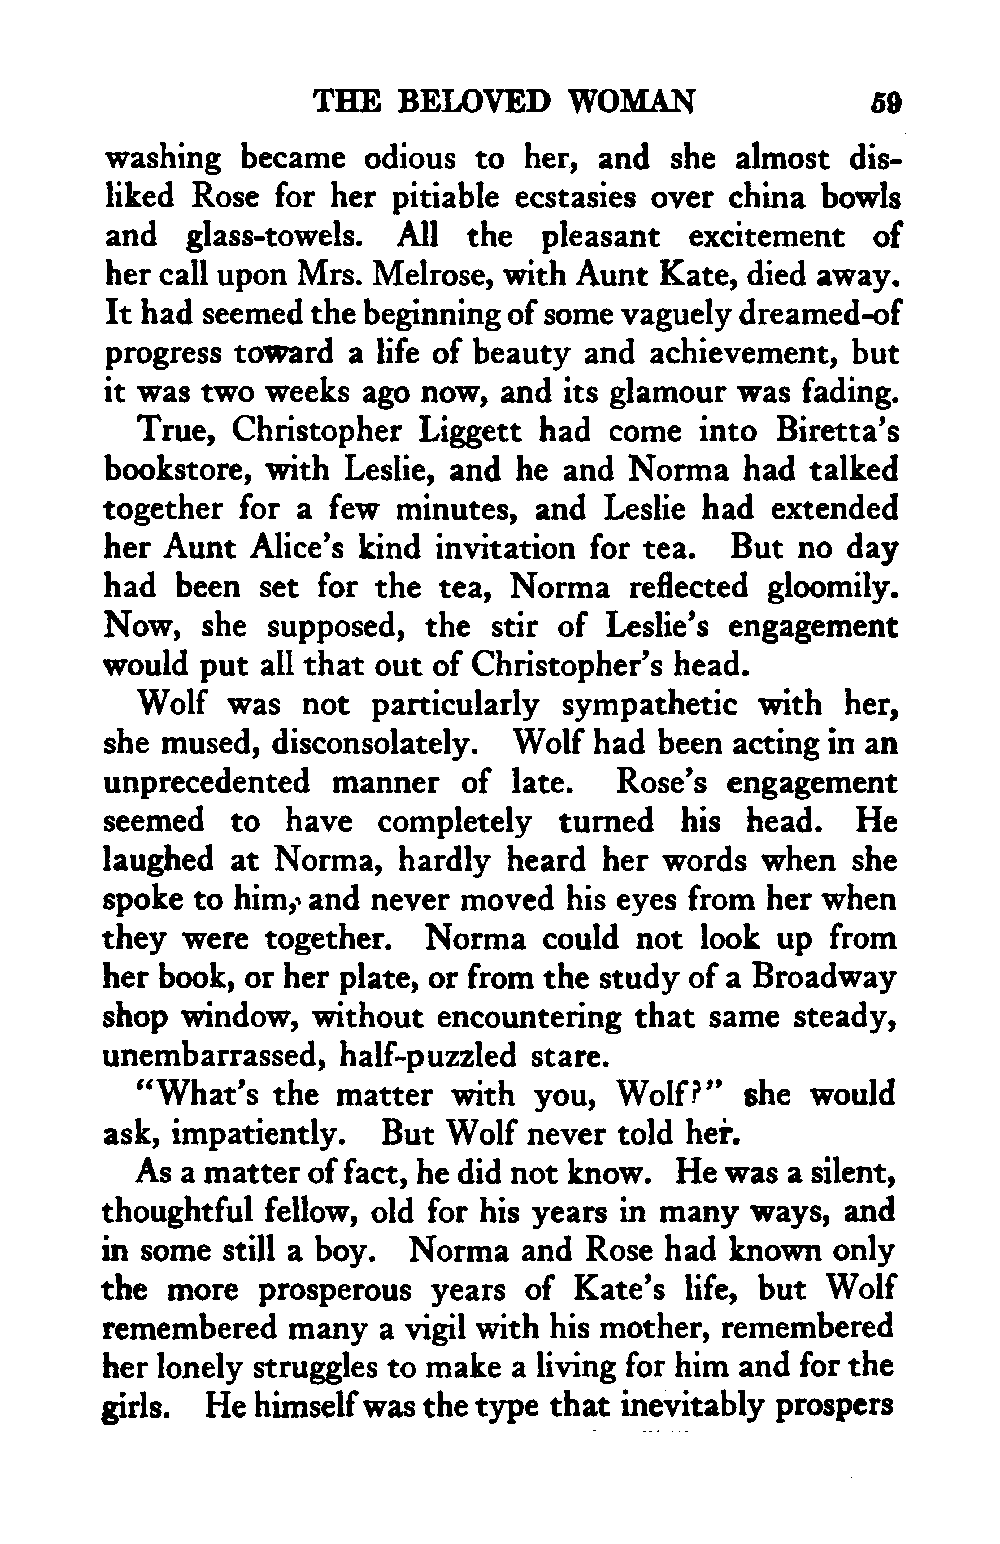 THE BELOVED WOMAN 59
washing became odious to her, and she almost dis-
liked Rose for her pitiable ecstasies over china bowls
and glass-towels. All the pleasant excitement of
her call upon Mrs. Melrose, with Aunt Kate, died away.
It had seemed the beginning of some vaguely dreamed-of
progress toward a life of beauty and achievement, but
it was two weeks ago now, and its glamour was fading.
True, Christopher Liggett had come into Biretta's
bookstore, with Leslie, and he and Norma had talked
together for a few minutes, and Leslie had extended
her Aunt Alice's kind invitation for tea. But no day
had been set for the tea, Norma reflected gloomily.
Now, she supposed, the stir of Leslie's engagement
would put all that out of Christopher's head.
Wolf was not particularly sympathetic with her,
she mused, disconsolately. Wolf had been acting in an
unprecedented manner of late. Rose's engagement
seemed to have completely turned his head. He
laughed at Norma, hardly heard her words when she
spoke to him, and never moved his eyes from her when
they were together. Norma could not look up from
her book, or her plate, or from the study of a Broadway
shop window, without encountering that same steady,
unembarrassed, half-puzzled stare.
"What's the matter with you, Wolf?" she would
ask, impatiently. But Wolf never told her.
As a matter of fact, he did not know. He was a silent,
thoughtful fellow, old for his years in many ways, and
in some still a boy. Norma and Rose had known only
the more prosperous years of Kate's life, but Wolf
remembered many a vigil with his mother, remembered
her lonely struggles to make a living for him and for the
girls. He himself was the type that inevitably prospers